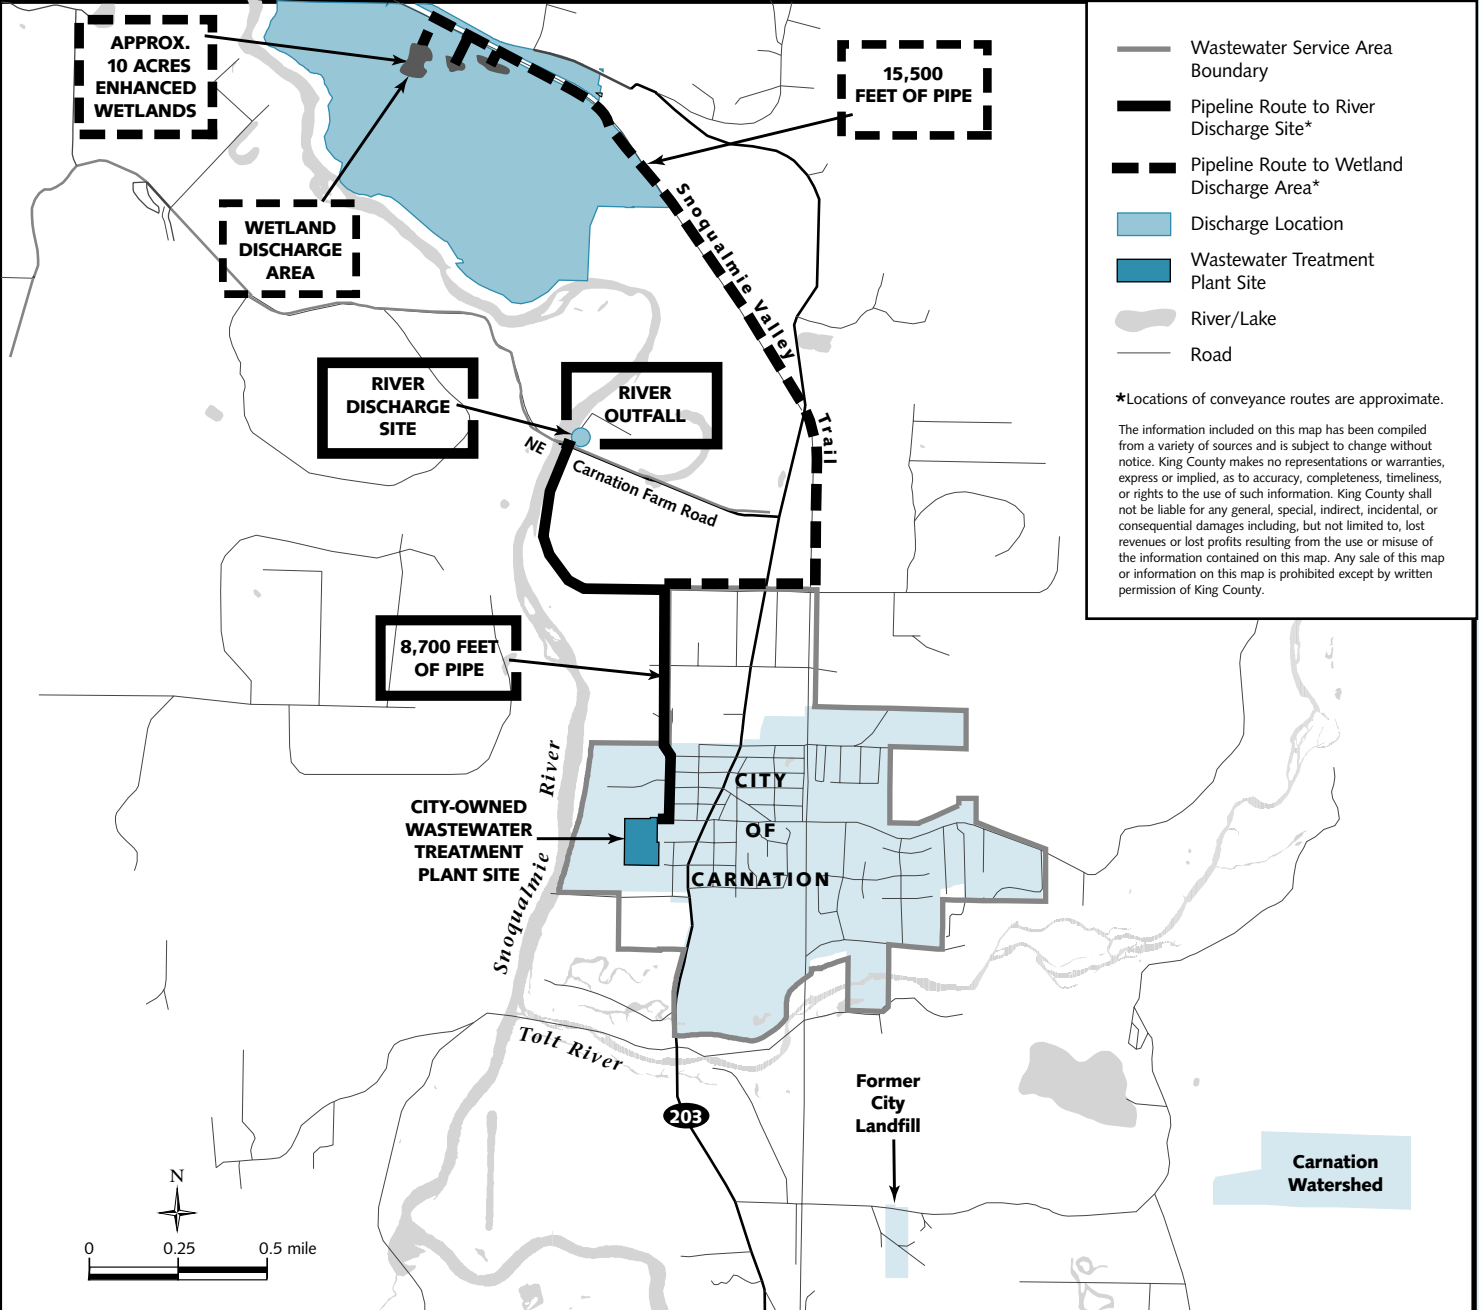 APPROX.
10 ACRES
ENHANCED
WETLANDS
15,500
FEET OF PIPE
WETLAND
DISCHARGE
AREA
Snoqualmie Valley Trail
RIVER
DISCHARGE
SITE
RIVER
OUTFALL
NE Carnation Farm Road
8,700 FEET
OF PIPE
Snoqualmie River
CITY-OWNED
WASTEWATER
TREATMENT
PLANT SITE
CITY
OF
CARNATION
Tolt River
203
Former
City
Landfill
Carnation
Watershed
N
0 0.25 0.5 mile
Wastewater Service Area
Boundary
Pipeline Route to River
Discharge Site*
Pipeline Route to Wetland
Discharge Area*
Discharge Location
Wastewater Treatment
Plant Site
River/Lake
Road
*Locations of conveyance routes are approximate.
The information included on this map has been compiled
from a variety of sources and is subject to change without
notice. King County makes no representations or warranties,
express or implied, as to accuracy, completeness, timeliness,
or rights to the use of such information. King County shall
not be liable for any general, special, indirect, incidental, or
consequential damages including, but not limited to, lost
revenues or lost profits resulting from the use or misuse of
the information contained on this map. Any sale of this map
or information on this map is prohibited except by written
permission of King County.